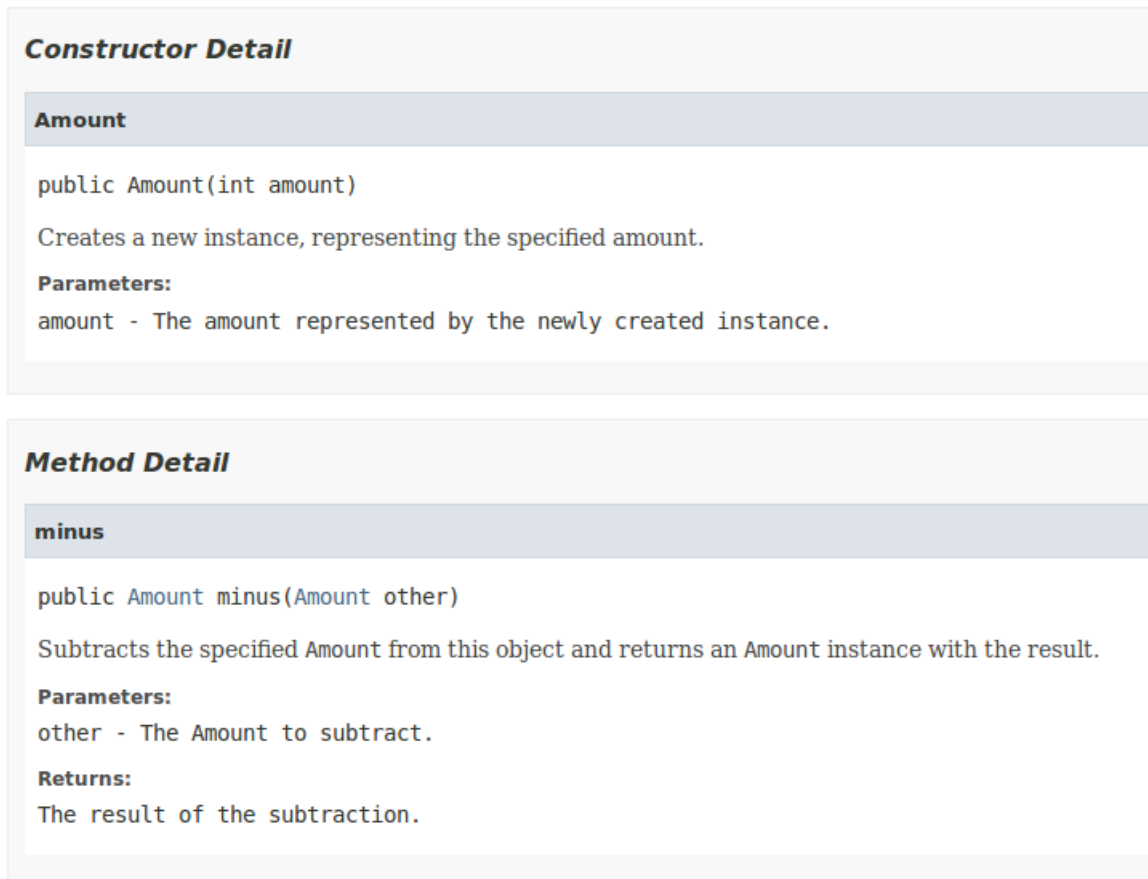 Constructor Detail
Amount
public Amount(int amount)
Creates a new instance, representing the specified amount.
Parameters:
amount - The amount represented by the newly created instance.
Method Detail
minus
public Amount minus(Amount other)
Subtracts the specified Amount from this object and returns an Amount instance with the result.
Parameters:
other - The Amount to subtract.
Returns:
The result of the subtraction.